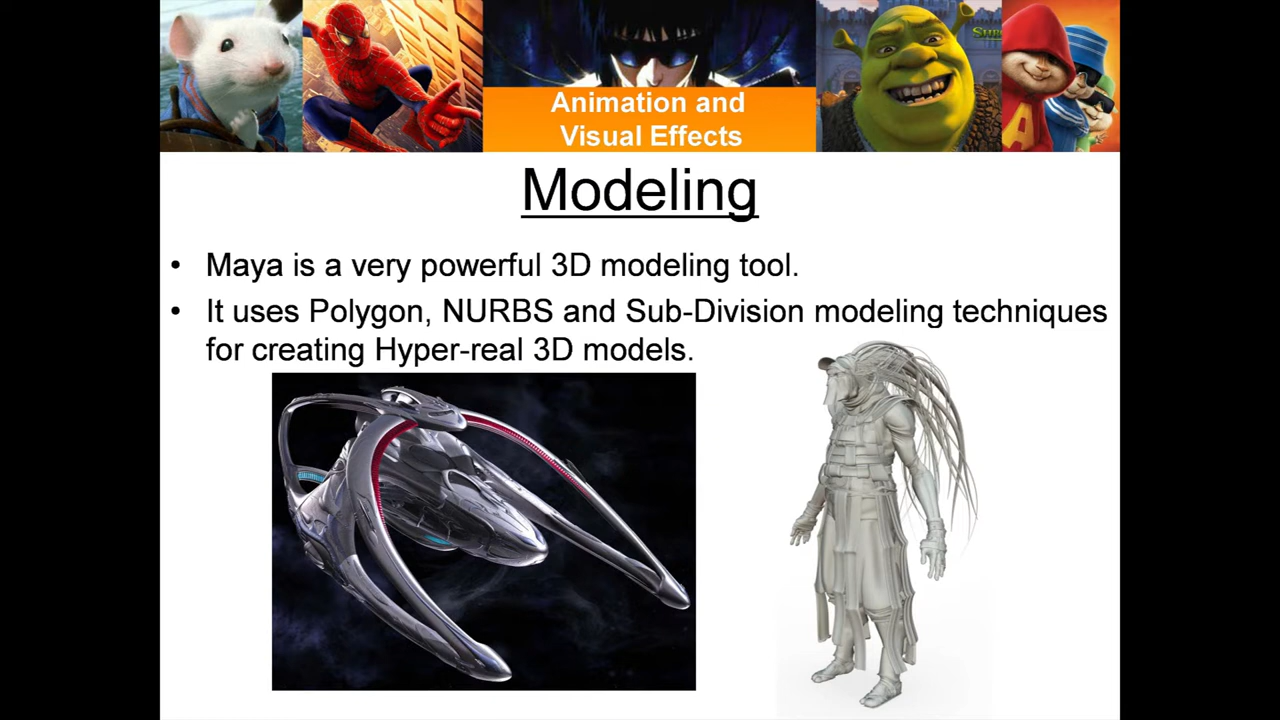 Animation and
Visual Effects
Modeling
• Maya is a very powerful 3D modeling tool.
• It uses Polygon, NURBS and Sub-Division modeling techniques
for creating Hyper-real 3D models.